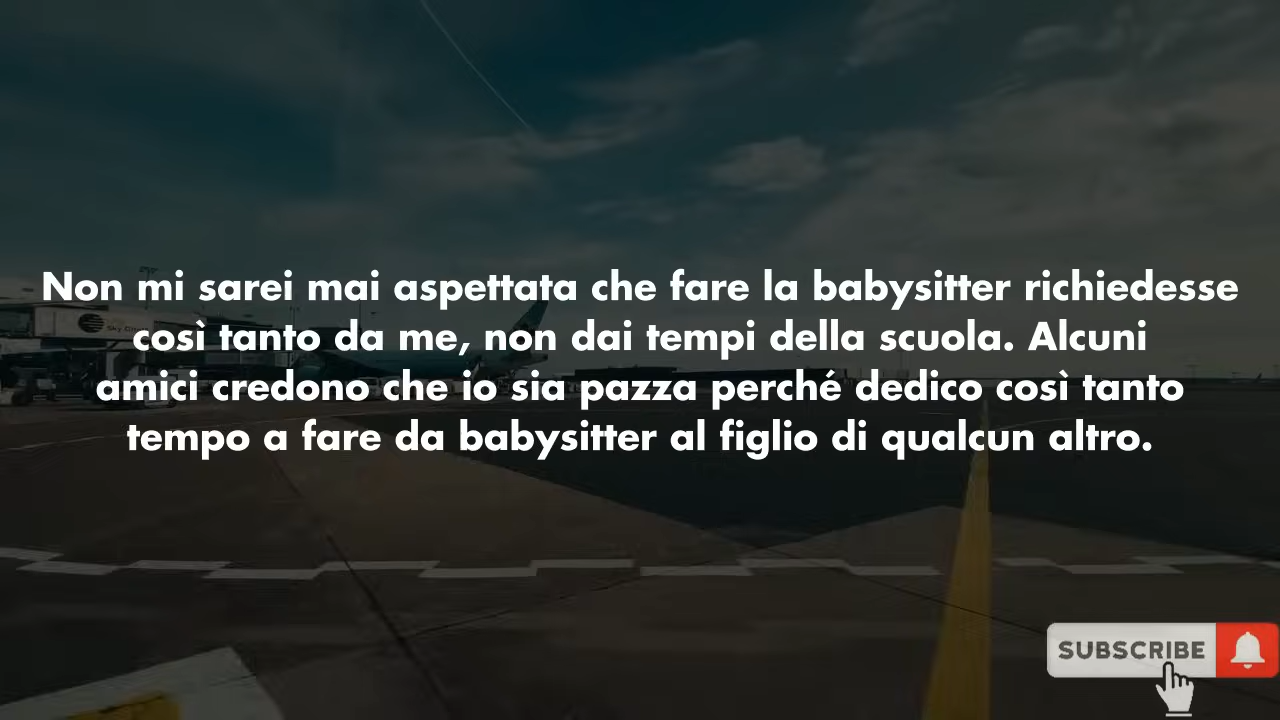 Non mi sarei mai aspettata che fare la babysitter richiedesse
così tanto da me, non dai tempi della scuola. Alcuni
amici credono che io sia pazza perché dedico così tanto
tempo a fare da babysitter al figlio di qualcun altro.
SUBSCRIBE